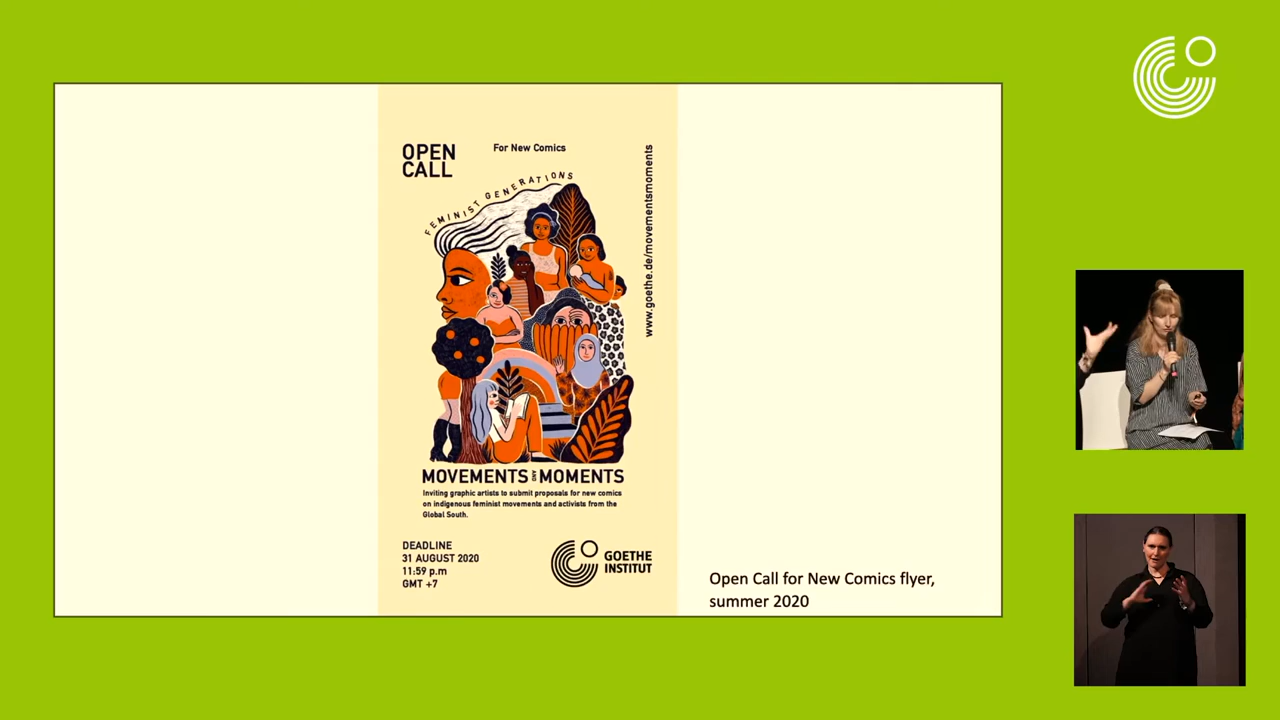 OPEN
CALL
For New Comics
www.goethe.de/movementsmoments
FEMINIST GENERATIONS
MOVEMENTS AND MOMENTS
Inviting graphic artists to submit proposals for new comics
on indigenous feminist movements and activists from the
Global South.
DEADLINE
31 AUGUST 2020
11:59 p.m
GMT +7
GOETHE
INSTITUT
Open Call for New Comics flyer,
summer 2020